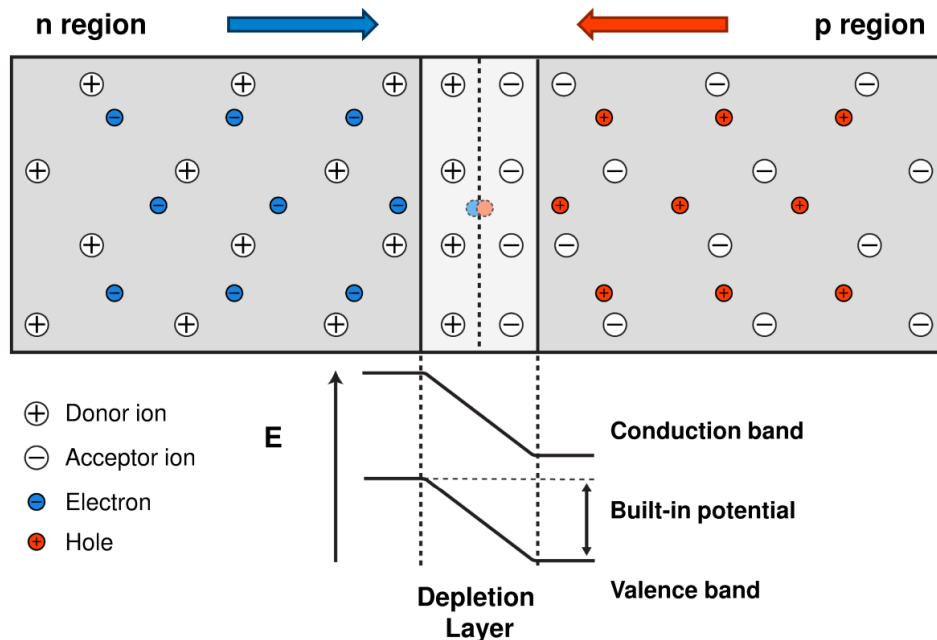 n region
p region
Donor ion
Acceptor ion
Electron
Hole
E
Conduction band
Built-in potential
Valence band
Depletion
Layer